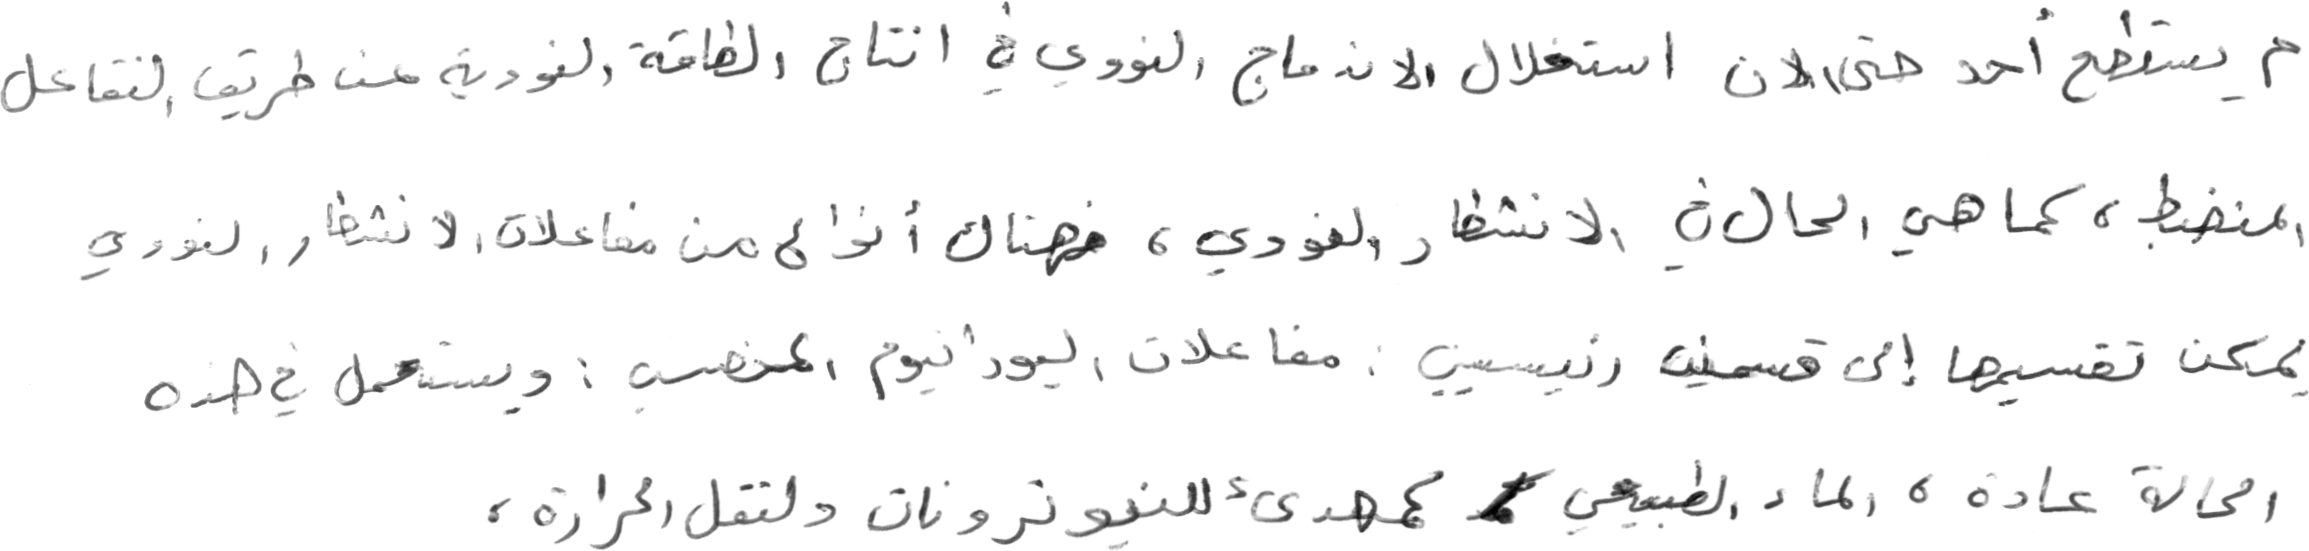 لم يستطع أحد حتى الان استغلال الاندماج النووي في انتاج الطاقة النووية عن طريق التفاعل
المنضبط، كما هي الحال في الانشطار النووي، فهناك أنواع من مفاعلات الانشطار النووي
يمكن تقسيمها إلى قسمين رئيسيين : مفاعلات اليورانيوم المخصب : ويستعمل في هذه
الحالة عادة، الماء الطبيعي كمهدئ للنيوترونات ولنقل الحرارة،